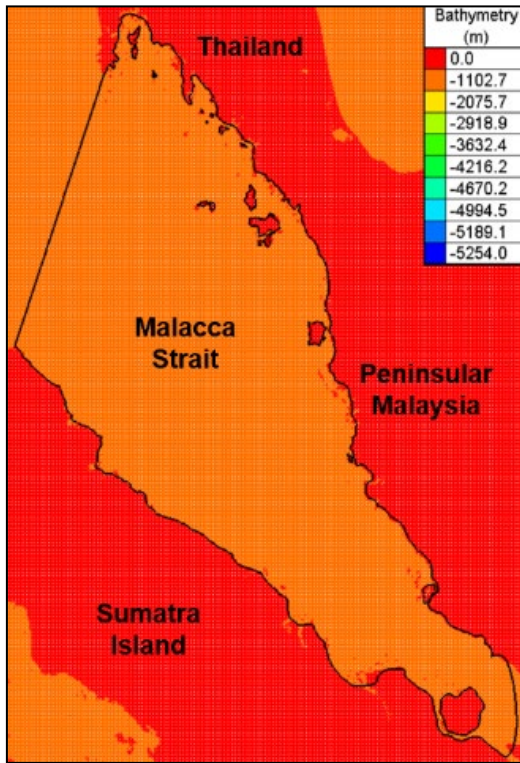 Thailand
Bathymetry
(m)
0.0
-1102.7
-2075.7
-2918.9
-3632.4
-4216.2
-4670.2
-4994.5
-5189.1
-5254.0
Malacca
Strait
Peninsular
Malaysia
Sumatra
Island